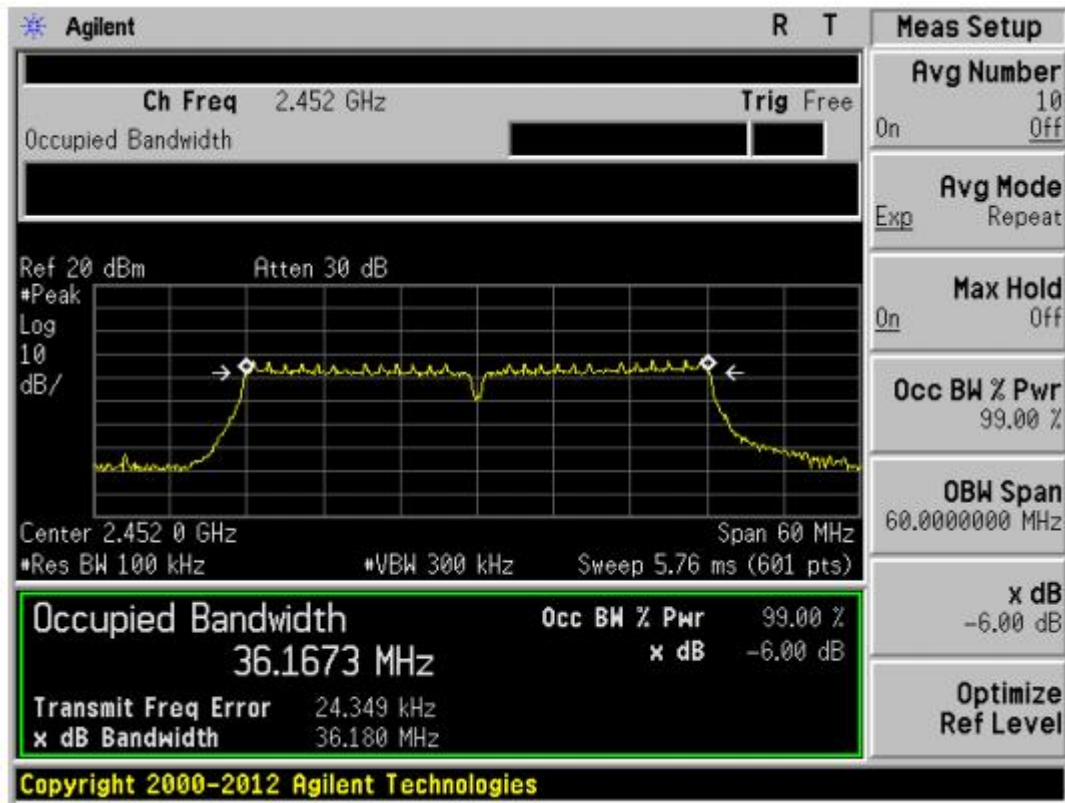 Agilent
R T
Ch Freq 2.452 GHz
Trig Free
Occupied Bandwidth
Ref 20 dBm
Atten 30 dB
#Peak
Log
10
dB/
Center 2.452 0 GHz
Span 60 MHz
#Res BW 100 kHz
#VBW 300 kHz
Sweep 5.76 ms (601 pts)
Occupied Bandwidth
36.1673 MHz
Occ BW % Pwr 99.00 %
x dB -6.00 dB
Transmit Freq Error 24.349 kHz
x dB Bandwidth 36.180 MHz
Copyright 2000-2012 Agilent Technologies
Meas Setup
Avg Number
10
On Off
Avg Mode
Exp Repeat
Max Hold
On Off
Occ BW % Pwr
99.00 %
OBW Span
60.0000000 MHz
x dB
-6.00 dB
Optimize
Ref Level